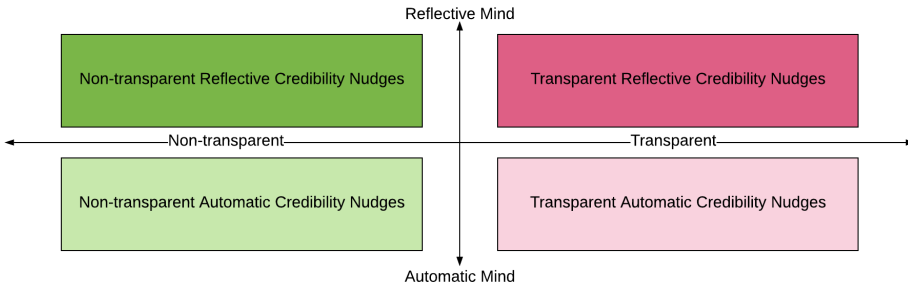 Reflective Mind
Non-transparent Reflective Credibility Nudges
Transparent Reflective Credibility Nudges
Non-transparent
Transparent
Non-transparent Automatic Credibility Nudges
Transparent Automatic Credibility Nudges
Automatic Mind